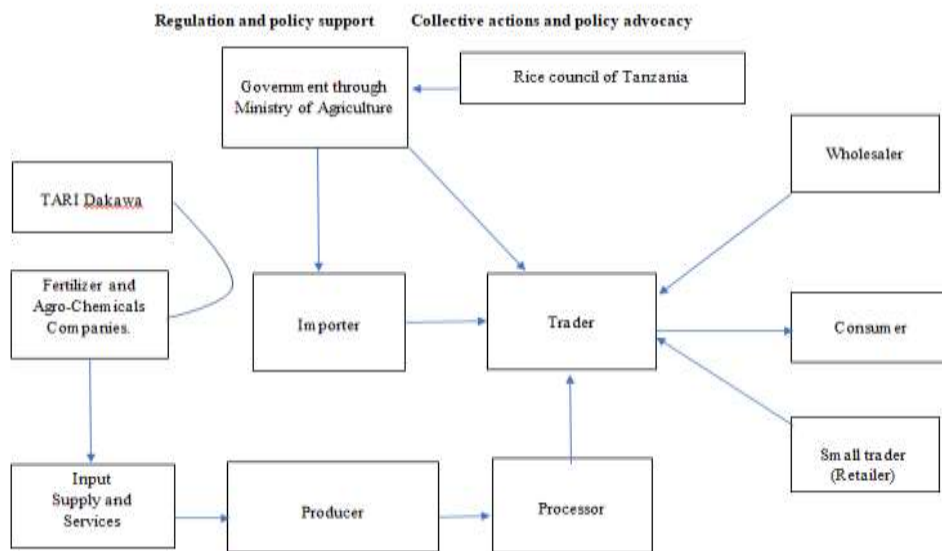 Regulation and policy support
Collective actions and policy advocacy
Government through
Ministry of Agriculture
Rice council of Tanzania
Wholesaler
TARI Dakawa
Fertilizer and
Agro-Chemicals
Companies.
Importer
Trader
Consumer
Small trader
(Retailer)
Input
Supply and
Services
Producer
Processor